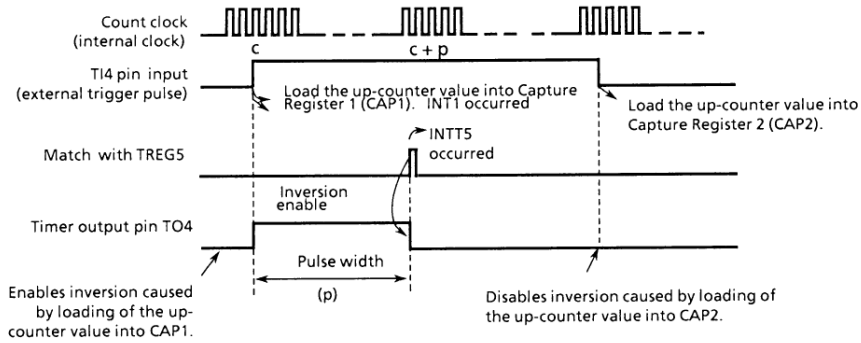 Count clock
(internal clock)
c
c + p
TI4 pin input
(external trigger pulse)
Load the up-counter value into Capture
Register 1 (CAP1). INT1 occurred
Load the up-counter value into
Capture Register 2 (CAP2).
INTT5
occurred
Match with TREG5
Inversion
enable
Timer output pin TO4
Pulse width
(p)
Enables inversion caused
by loading of the up-
counter value into CAP1.
Disables inversion caused by loading of
the up-counter value into CAP2.